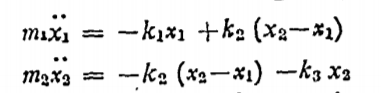 m₁ẍ₁ = −k₁x₁ +k₂ (x₂−x₁)
m₂ẍ₂ = −k₂ (x₂−x₁) −k₃ x₂